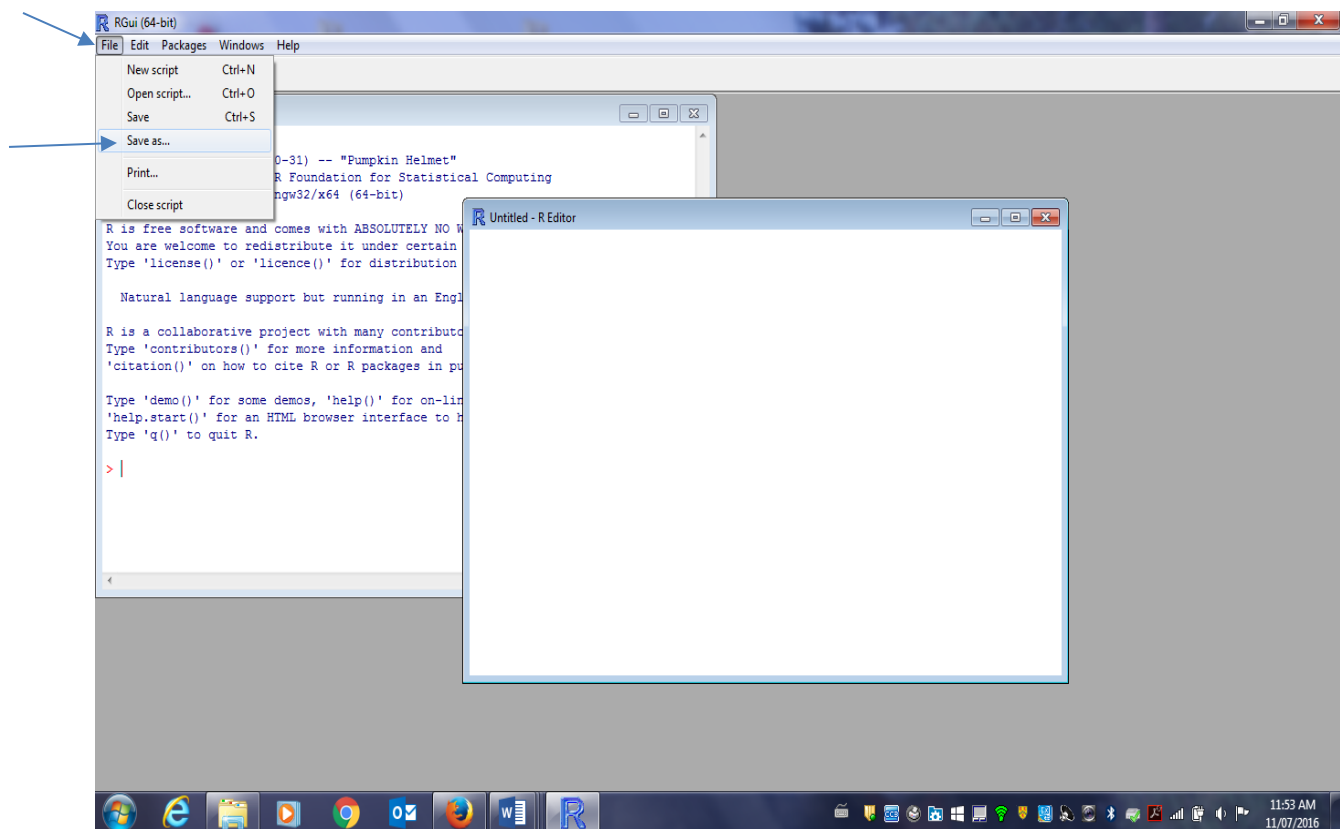 RGui (64-bit)
File Edit Packages Windows Help
New script Ctrl+N
Open script... Ctrl+O
Save Ctrl+S
Save as...
Print...
Close script
0-31) -- "Pumpkin Helmet"
R Foundation for Statistical Computing
ngw32/x64 (64-bit)
R is free software and comes with ABSOLUTELY NO W
You are welcome to redistribute it under certain
Type 'license()' or 'licence()' for distribution
Natural language support but running in an Engl
R is a collaborative project with many contributo
Type 'contributors()' for more information and
'citation()' on how to cite R or R packages in pu
Type 'demo()' for some demos, 'help()' for on-lin
'help.start()' for an HTML browser interface to h
Type 'q()' to quit R.
>
Untitled - R Editor
11:53 AM
11/07/2016